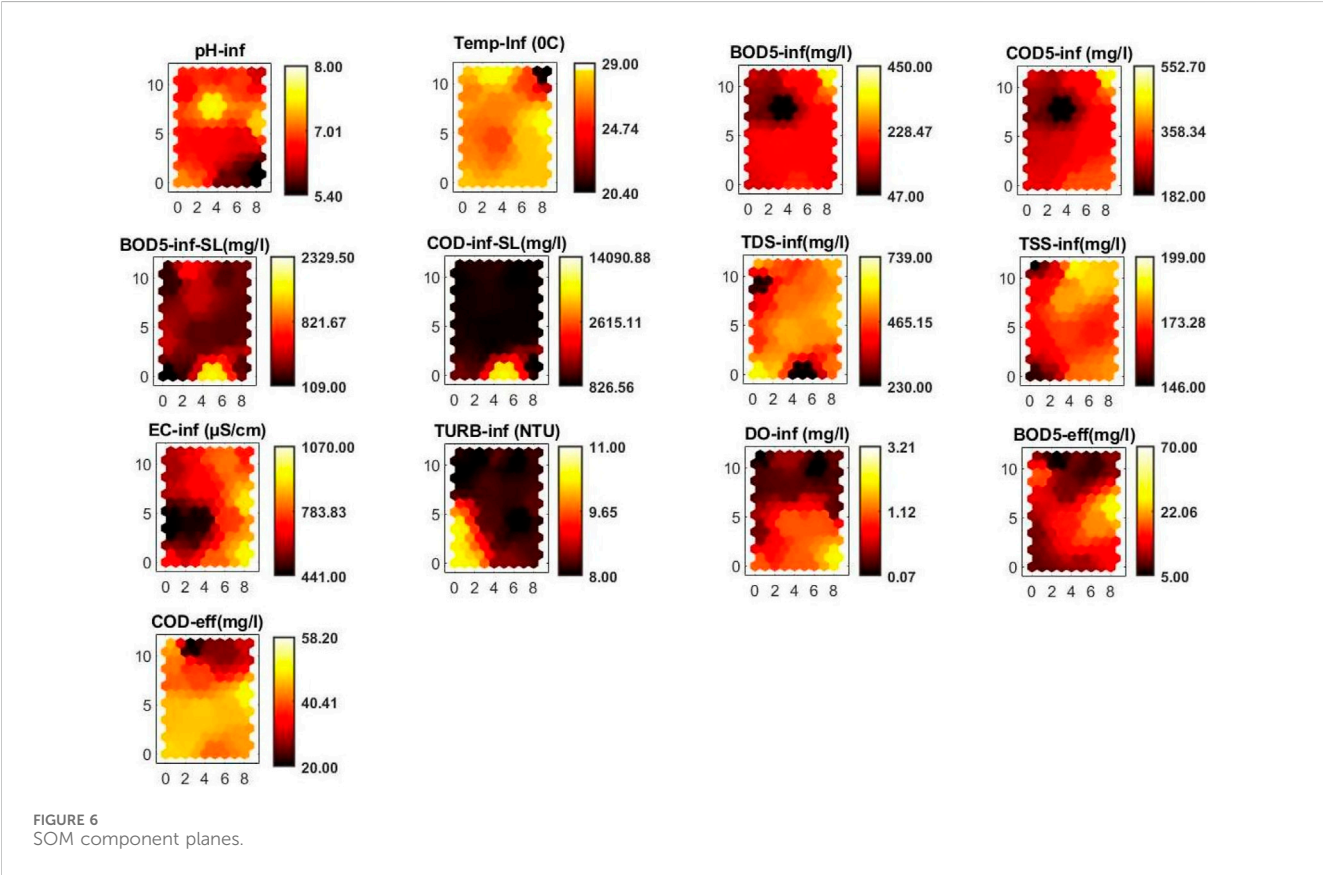 pH-inf
10
5
0
0 2 4 6 8
8.00
7.01
5.40
Temp-Inf (0C)
10
5
0
0 2 4 6 8
29.00
24.74
20.40
BOD5-inf(mg/l)
10
5
0
0 2 4 6 8
450.00
228.47
47.00
COD5-inf (mg/l)
10
5
0
0 2 4 6 8
552.70
358.34
182.00
BOD5-inf-SL(mg/l)
10
5
0
0 2 4 6 8
2329.50
821.67
109.00
COD-inf-SL(mg/l)
10
5
0
0 2 4 6 8
14090.88
2615.11
826.56
TDS-inf(mg/l)
10
5
0
0 2 4 6 8
739.00
465.15
230.00
TSS-inf(mg/l)
10
5
0
0 2 4 6 8
199.00
173.28
146.00
EC-inf (µS/cm)
10
5
0
0 2 4 6 8
1070.00
783.83
441.00
TURB-inf (NTU)
10
5
0
0 2 4 6 8
11.00
9.65
8.00
DO-inf (mg/l)
10
5
0
0 2 4 6 8
3.21
1.12
0.07
BOD5-eff(mg/l)
10
5
0
0 2 4 6 8
70.00
22.06
5.00
COD-eff(mg/l)
10
5
0
0 2 4 6 8
58.20
40.41
20.00
FIGURE 6
SOM component planes.